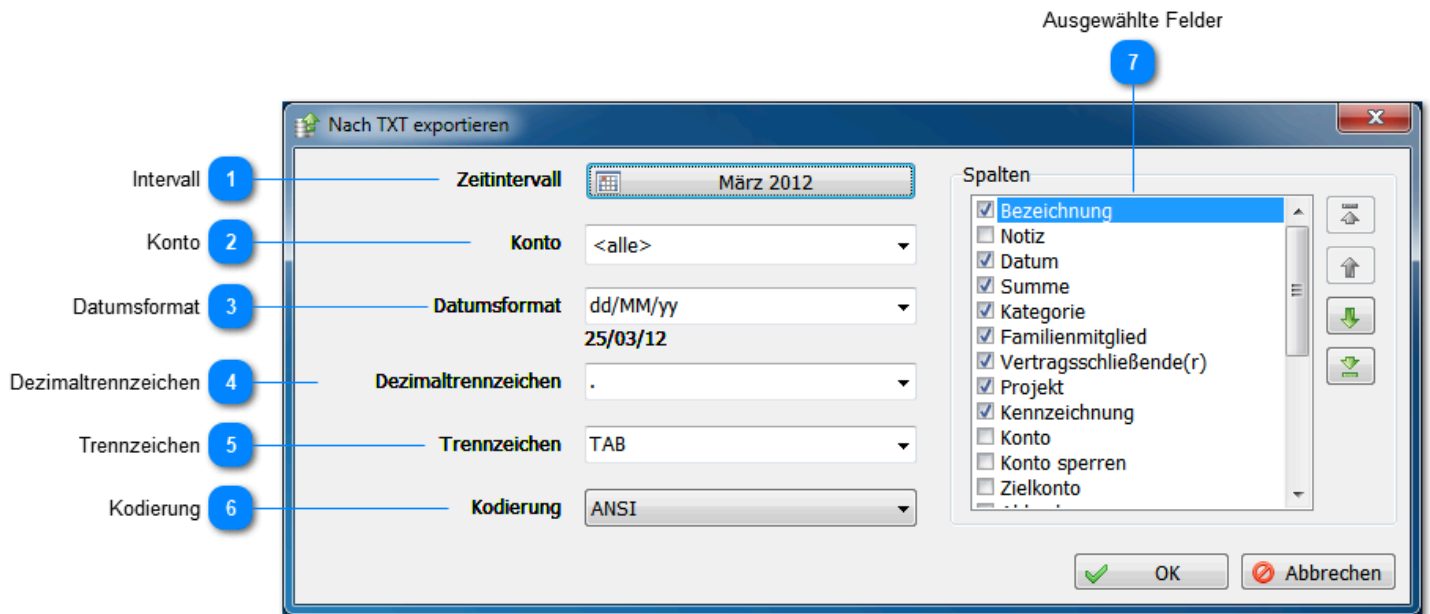 Ausgewählte Felder
7
Nach TXT exportieren
Intervall 1 Zeitintervall März 2012
Konto 2 Konto <alle>
Datumsformat 3 Datumsformat dd/MM/yy
25/03/12
Dezimaltrennzeichen 4 Dezimaltrennzeichen .
Trennzeichen 5 Trennzeichen TAB
Kodierung 6 Kodierung ANSI
Spalten
Bezeichnung
Notiz
Datum
Summe
Kategorie
Familienmitglied
Vertragsschließende(r)
Projekt
Kennzeichnung
Konto
Konto sperren
Zielkonto
OK Abbrechen